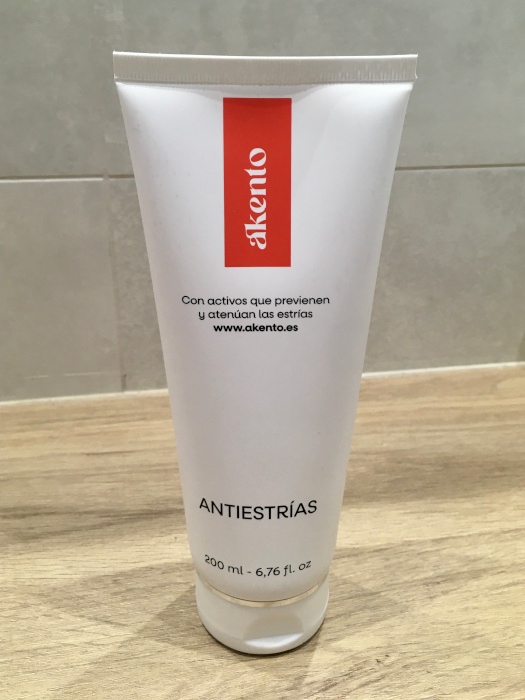 akento
Con activos que previenen
y atenúan las estrías
www.akento.es
ANTIESTRÍAS
200 ml - 6,76 fl. oz